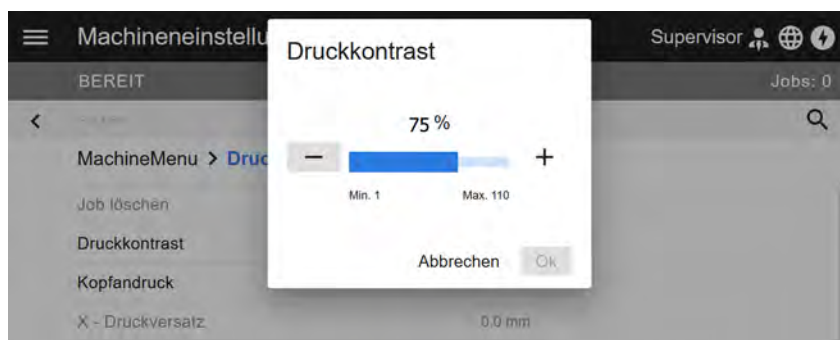 Machineneinstellu
Supervisor
BEREIT
Jobs: 0
Druckkontrast
75 %
Min. 1
Max. 110
Abbrechen
Ok
MachineMenu > Druc
Job löschen
Druckkontrast
Kopfandruck
X - Druckversatz
0.0 mm